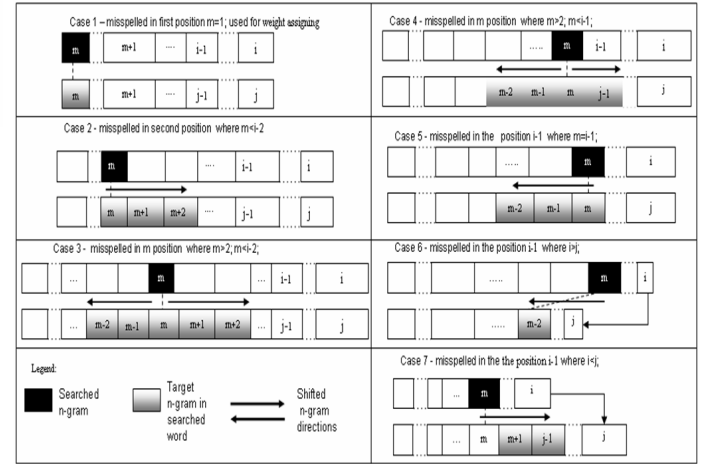 Case 1 – misspelled in first position m=1; used for weight assigning
m m+1 .... i-1 i
m m+1 j-1 j
Case 2 - misspelled in second position where m<i-2
m .... i-1 i
m m+1 m+2 .... j-1 j
Case 3 - misspelled in m position where m>2; m<i-2;
... m ... i-1 i
... m-2 m-1 m m+1 m+2 ... j-1 j
Legend:
Searched n-gram
Target n-gram in searched word
Shifted n-gram directions
Case 4 - misspelled in m position where m>2; m<i-1;
..... m i-1 i
m-2 m-1 m j-1 j
Case 5 - misspelled in the position i-1 where m=i-1;
..... m i
m-2 m-1 m j
Case 6 - misspelled in the position i-1 where i>j;
..... m i
..... m-2 j
Case 7 - misspelled in the the position i-1 where i<j;
... m i
... m m+1 j-1 j